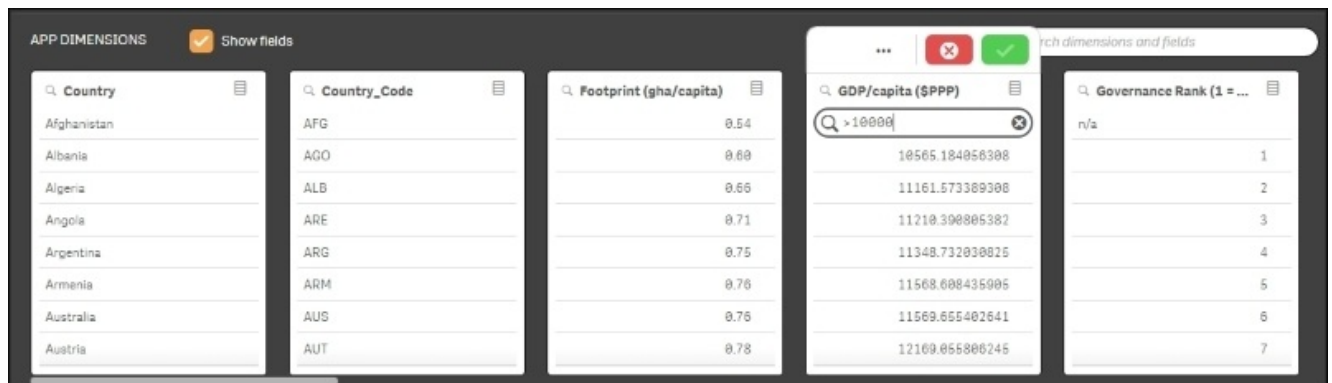 APP DIMENSIONS
Show fields
...
rch dimensions and fields
Country
Afghanistan
Albania
Algeria
Angola
Argentina
Armenia
Australia
Austria
Country_Code
AFG
AGO
ALB
ARE
ARG
ARM
AUS
AUT
Footprint (gha/capita)
0.54
0.60
0.66
0.71
0.75
0.76
0.76
0.78
GDP/capita ($PPP)
>10000
10565.184056308
11161.573389308
11210.390805382
11348.732030825
11568.608435905
11569.655402641
12169.055806245
Governance Rank (1 = ...
n/a
1
2
3
4
5
6
7